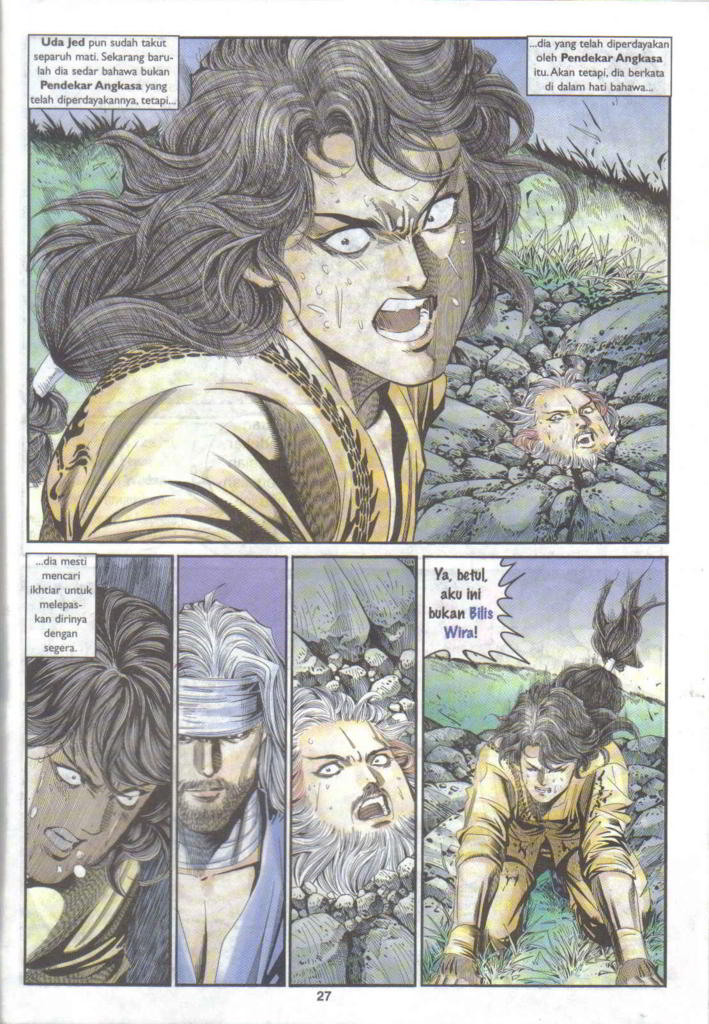 Uda Jed pun sudah takut
separuh mati. Sekarang baru-
lah dia sedar bahawa bukan
Pendekar Angkasa yang
telah diperdayakannya, tetapi...
...dia yang telah diperdayakan
oleh Pendekar Angkasa
itu. Akan tetapi, dia berkata
di dalam hati bahawa...
...dia mesti
mencari
ikhtiar untuk
melepas-
kan dirinya
dengan
segera.
Ya, betul,
aku ini
bukan Bilis
Wira!
27